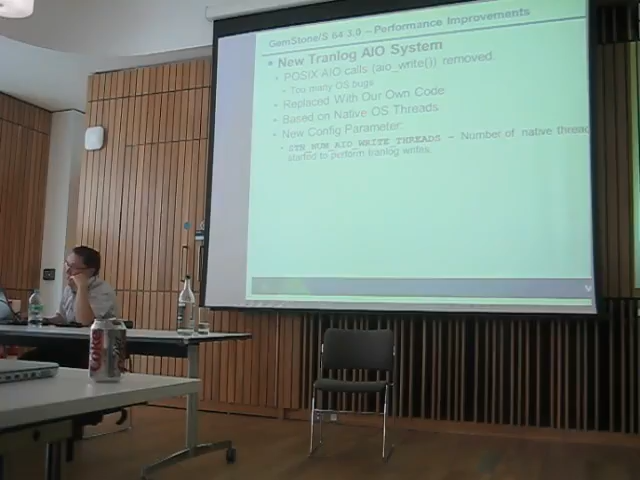 GemStone/S 64 3.0 – Performance Improvements
• New Tranlog AIO System
• POSIX AIO calls (aio_write()) removed.
• Too many OS bugs
• Replaced With Our Own Code
• Based on Native OS Threads
• New Config Parameter:
• STN_NUM_AIO_WRITE_THREADS – Number of native threads
started to perform tranlog writes.
coke